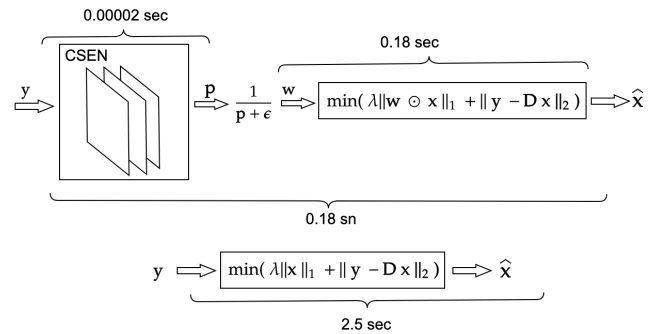 0.00002 sec
CSEN
0.18 sec
y
p
1
p + ϵ
w
min( λ‖w ⊙ x‖₁ + ‖ y − D x‖₂ )
x̂
0.18 sn
y
min( λ‖x‖₁ + ‖ y − D x‖₂ )
x̂
2.5 sec